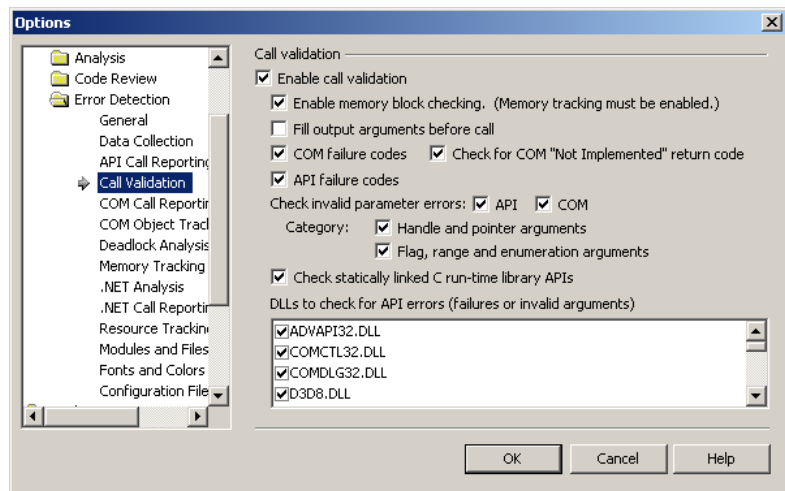 Options
Analysis
Code Review
Error Detection
General
Data Collection
API Call Reporting
Call Validation
COM Call Reportir
COM Object Tracl
Deadlock Analysis
Memory Tracking
.NET Analysis
.NET Call Reportir
Resource Trackin
Modules and Files
Fonts and Colors
Configuration File
Call validation
Enable call validation
Enable memory block checking. (Memory tracking must be enabled.)
Fill output arguments before call
COM failure codes Check for COM "Not Implemented" return code
API failure codes
Check invalid parameter errors: API COM
Category: Handle and pointer arguments
Flag, range and enumeration arguments
Check statically linked C run-time library APIs
DLLs to check for API errors (failures or invalid arguments)
ADVAPI32.DLL
COMCTL32.DLL
COMDLG32.DLL
D3D8.DLL
OK Cancel Help